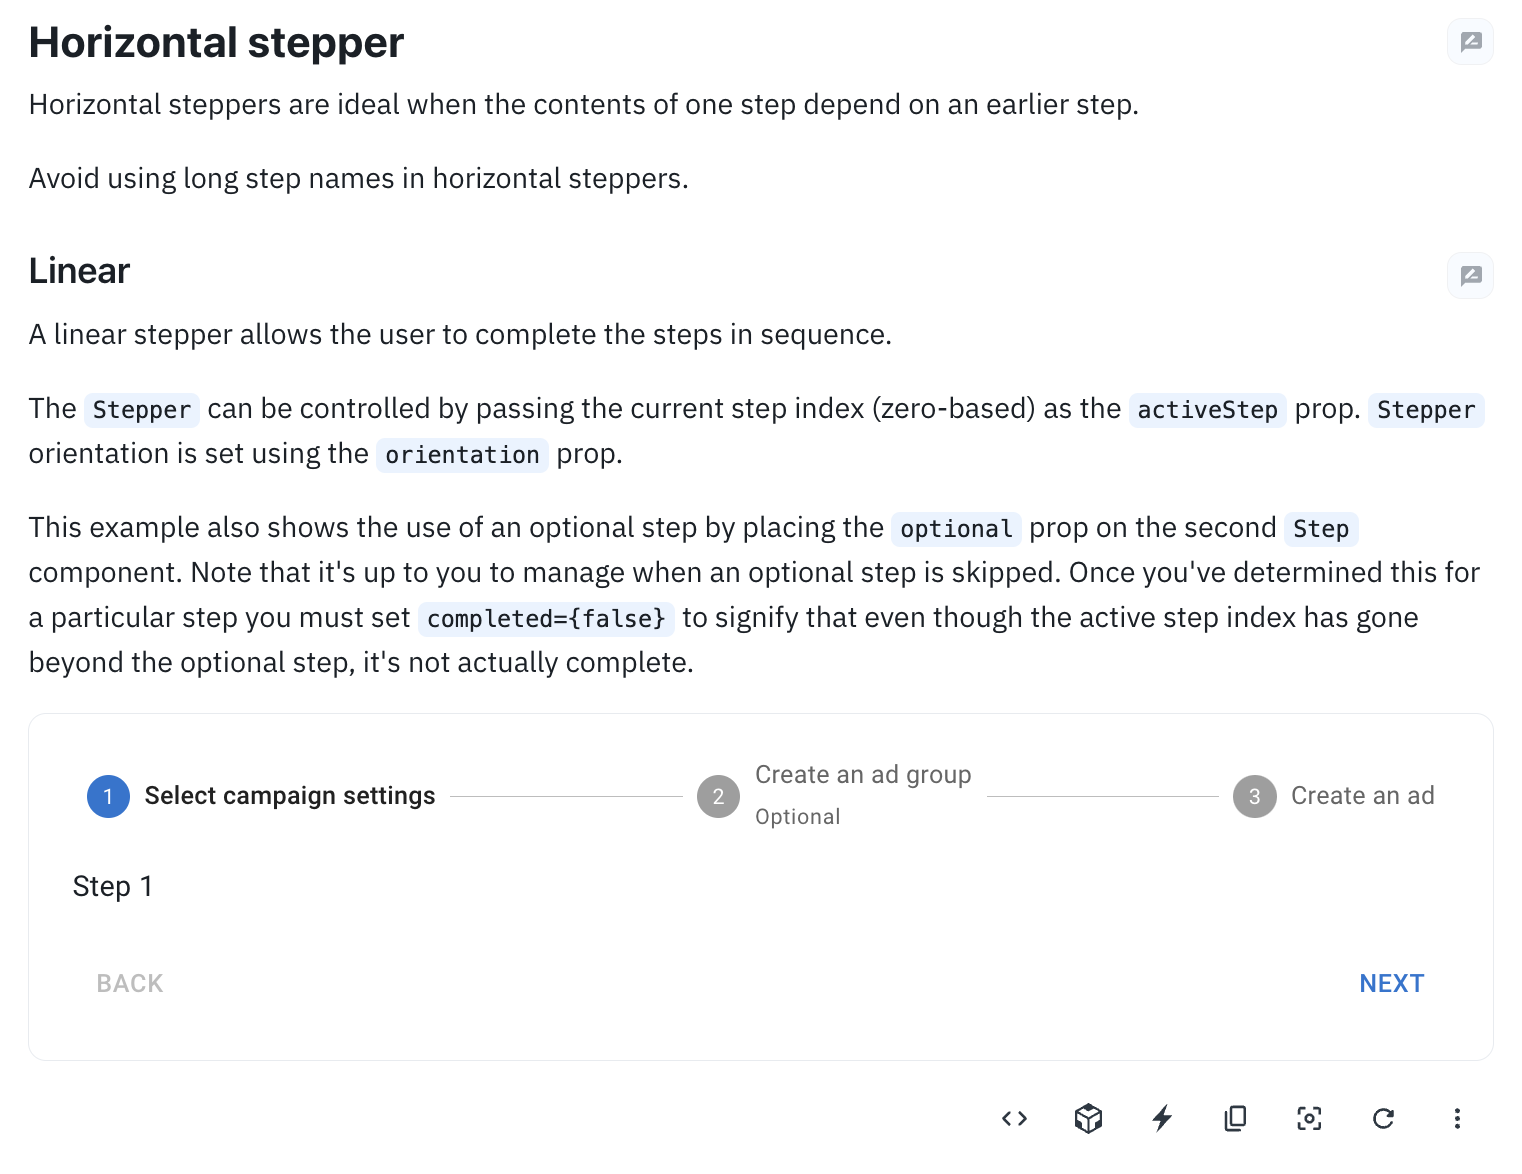 Horizontal stepper
Horizontal steppers are ideal when the contents of one step depend on an earlier step.
Avoid using long step names in horizontal steppers.
Linear
A linear stepper allows the user to complete the steps in sequence.
The Stepper can be controlled by passing the current step index (zero-based) as the activeStep prop. Stepper
orientation is set using the orientation prop.
This example also shows the use of an optional step by placing the optional prop on the second Step
component. Note that it's up to you to manage when an optional step is skipped. Once you've determined this for
a particular step you must set completed={false} to signify that even though the active step index has gone
beyond the optional step, it's not actually complete.
1 Select campaign settings
2 Create an ad group
Optional
3 Create an ad
Step 1
BACK
NEXT